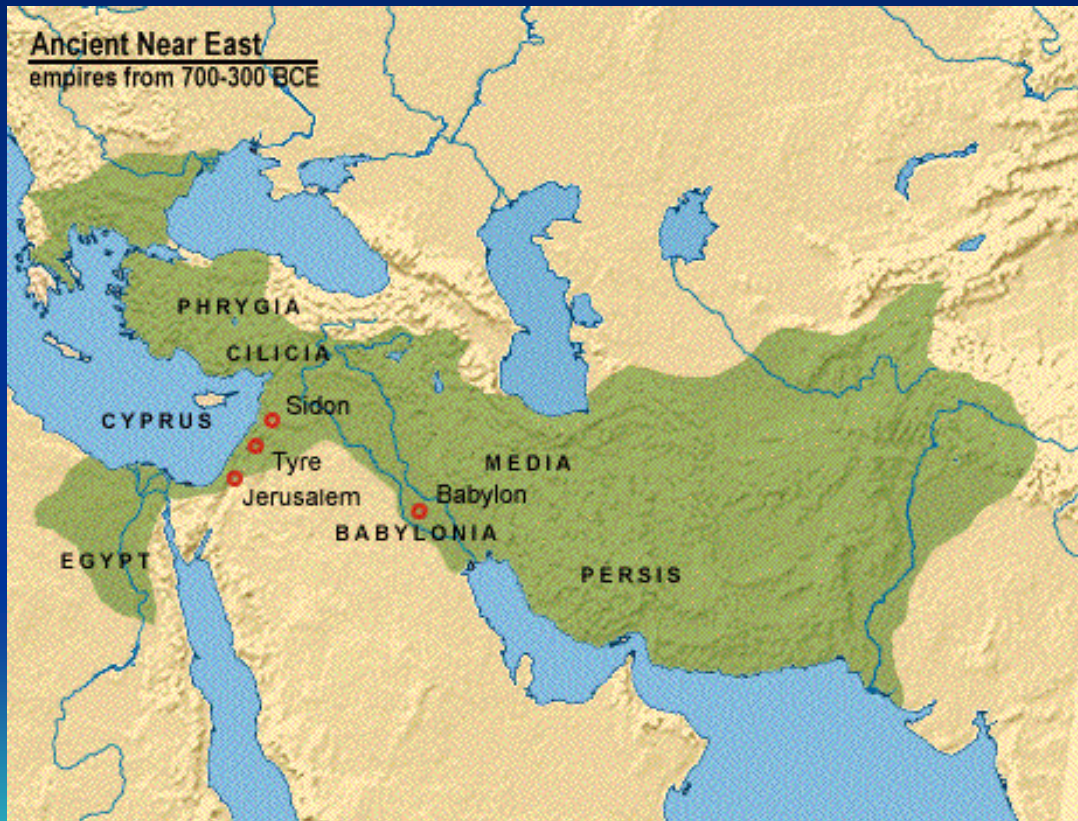 Ancient Near East
empires from 700-300 BCE
PHRYGIA
CILICIA
Sidon
CYPRUS
Tyre
MEDIA
Jerusalem
Babylon
BABYLONIA
EGYPT
PERSIS